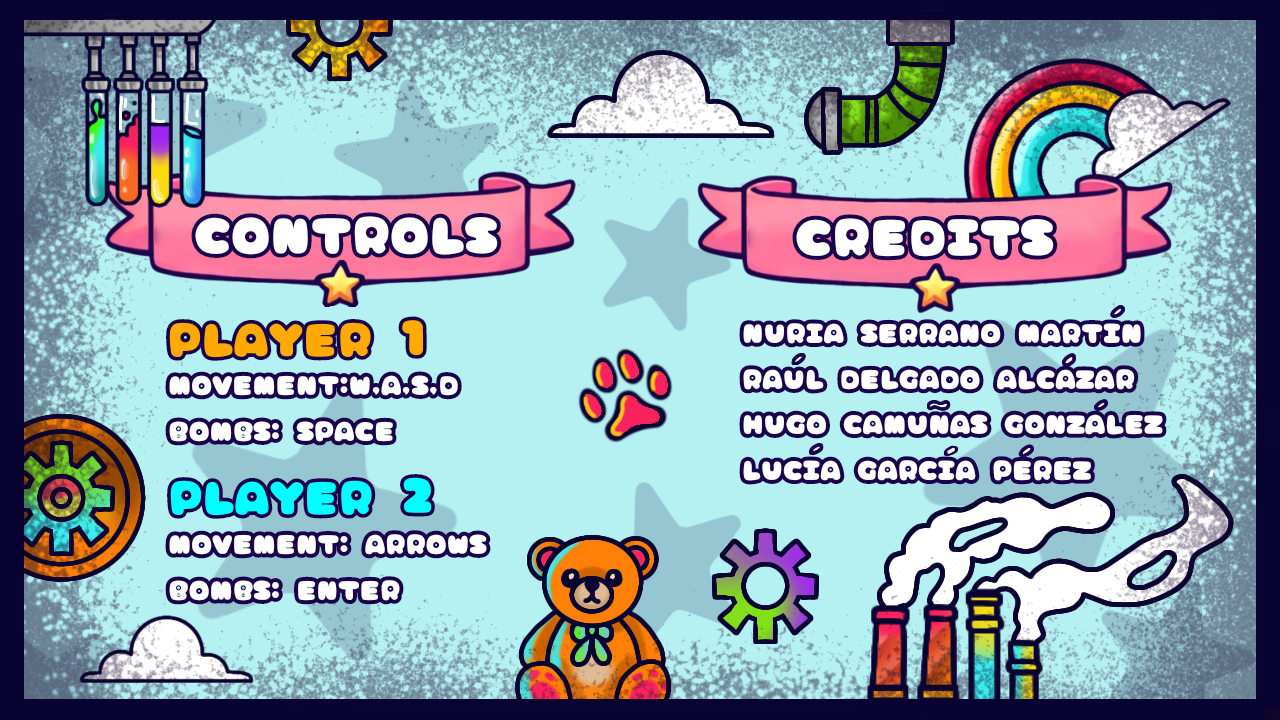 CONTROLS
PLAYER 1
MOVEMENT:W.A.S.D
BOMBS: SPACE
PLAYER 2
MOVEMENT: ARROWS
BOMBS: ENTER
CREDITS
NURIA SERRANO MARTÍN
RAÚL DELGADO ALCÁZAR
HUGO CAMUÑAS GONZÁLEZ
LUCÍA GARCÍA PÉREZ